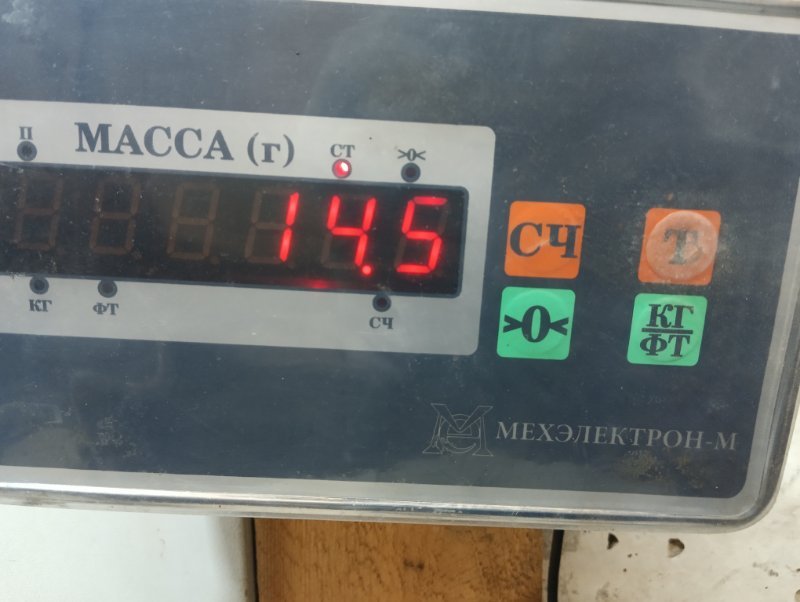 П
МАССА (г)
СТ
>0<
14.5
КГ
ФТ
СЧ
СЧ
Т
>0<
КГ
ФТ
МЕХЭЛЕКТРОН-М